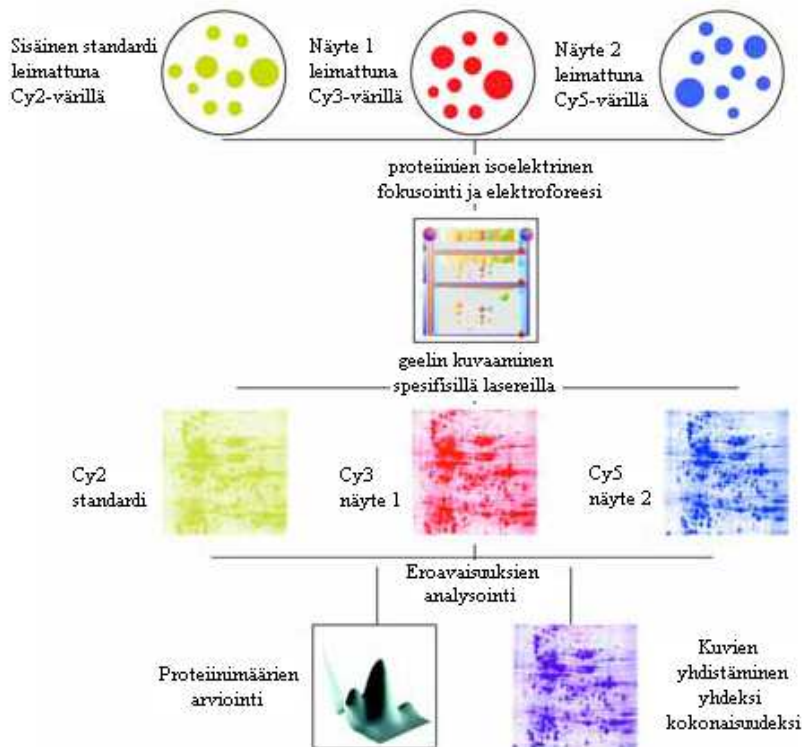 Sisäinen standardi
leimattuna
Cy2-värillä
Näyte 1
leimattuna
Cy3-värillä
Näyte 2
leimattuna
Cy5-värillä
proteiinien isoelektrinen
fokusointi ja elektroforeesi
geelin kuvaaminen
spesifisillä lasereilla
Cy2
standardi
Cy3
näyte 1
Cy5
näyte 2
Eroavaisuuksien
analysointi
Proteiinimäärien
arviointi
Kuvien
yhdistäminen
yhdeksi
kokonaisuudeksi